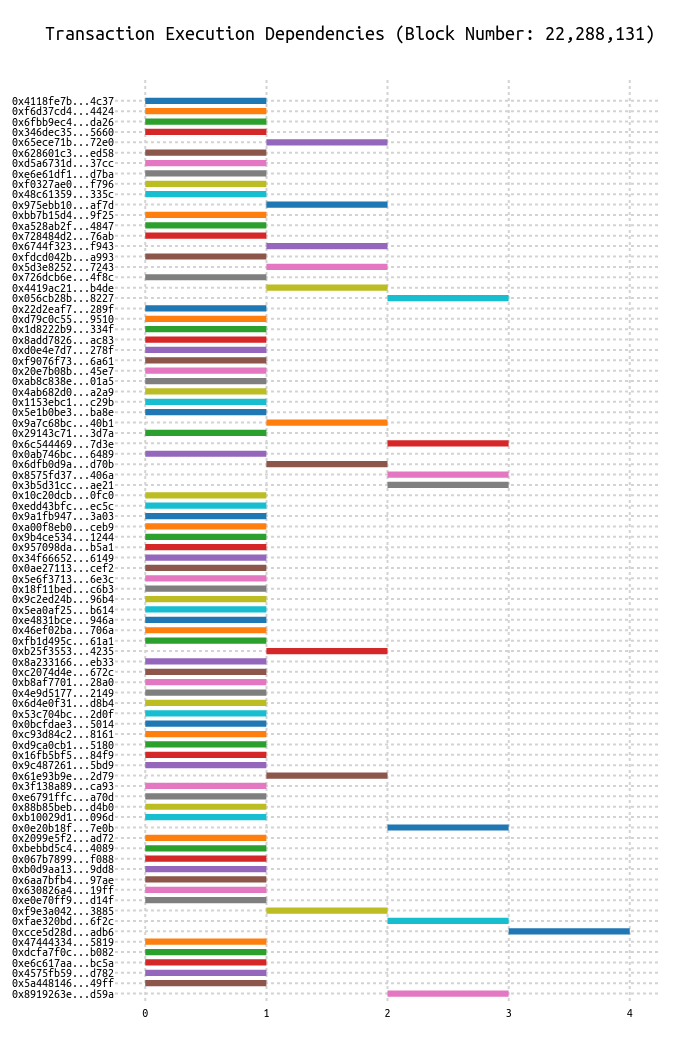 Transaction Execution Dependencies (Block Number: 22,288,131)
0x4118fe7b...4c37
0xf6d37cd4...4424
0x6fbb9ec4...da26
0x346dec35...5660
0x65ece71b...72e0
0x628601c3...ed58
0xd5a6731d...37cc
0xe6e61df1...d7ba
0xf0327ae0...f796
0x48c61359...335c
0x975ebb10...af7d
0xbb7b15d4...9f25
0xa528ab2f...4847
0x728484d2...76ab
0x6744f323...f943
0xfdcd042b...a993
0x5d3e8252...7243
0x726dcb6e...4f8c
0x4419ac21...b4de
0x056cb28b...8227
0x22d2eaf7...289f
0xd79c0c55...9510
0x1d8222b9...334f
0x8add7826...ac83
0xd0e4e7d7...278f
0xf9076f73...6a61
0x20e7b08b...45e7
0xab8c838e...01a5
0x4ab682d0...a2a9
0x1153ebc1...c29b
0x5e1b0be3...ba8e
0x9a7c68bc...40b1
0x29143c71...3d7a
0x6c544469...7d3e
0x0ab746bc...6489
0x6dfb0d9a...d70b
0x8575fd37...406a
0x3b5d31cc...ae21
0x10c20dcb...0fc0
0xedd43bfc...ec5c
0x9a1fb947...3a03
0xa00f8eb0...ceb9
0x9b4ce534...1244
0x957098da...b5a1
0x34f66652...6149
0x0ae27113...cef2
0x5e6f3713...6e3c
0x18f11bed...c6b3
0x9c2ed24b...96b4
0x5ea0af25...b614
0xe4831bce...946a
0x46ef02ba...706a
0xfb1d495c...61a1
0xb25f3553...4235
0x8a233166...eb33
0xc2074d4e...672c
0xb8af7701...28a0
0x4e9d5177...2149
0x6d4e0f31...d8b4
0x53c704bc...2d0f
0x0bcfdae3...5014
0xc93d84c2...8161
0xd9ca0cb1...5180
0x16fb5bf5...84f9
0x9c487261...5bd9
0x61e93b9e...2d79
0x3f138a89...ca93
0xe6791ffc...a70d
0x88b85beb...d4b0
0xb10029d1...096d
0x0e20b18f...7e0b
0x2099e5f2...ad72
0xbebbd5c4...4089
0x067b7899...f088
0xb0d9aa13...9dd8
0x6aa7bfb4...97ae
0x630826a4...19ff
0xe0e70ff9...d14f
0xf9e3a042...3885
0xfae320bd...6f2c
0xcce5d28d...adb6
0x47444334...5819
0xdcfa7f0c...b082
0xe6c617aa...bc5a
0x4575fb59...d782
0x5a448146...49ff
0x8919263e...d59a
0 1 2 3 4